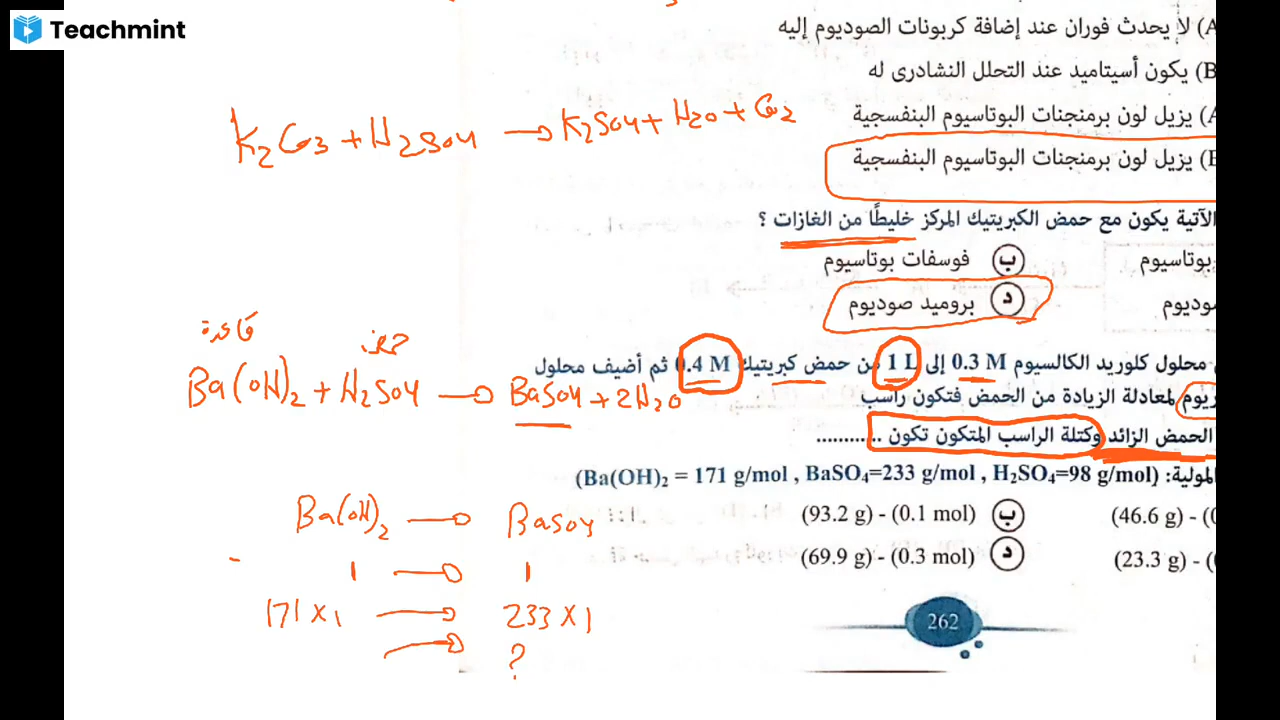 Teachmint
A) لا يحدث فوران عند إضافة كربونات الصوديوم إليه
B) يكون أسيتاميد عند التحلل النشادرى له
A) يزيل لون برمنجنات البوتاسيوم البنفسجية
يزيل لون برمنجنات البوتاسيوم البنفسجية
K2CO3 + H2SO4 → K2SO4 + H2O + CO2
الآتية يكون مع حمض الكبريتيك المركز خليطًا من الغازات ؟
بوتاسيوم
ب فوسفات بوتاسيوم
د بروميد صوديوم
قاعدة حمض
محلول كلوريد الكالسيوم 0.3 M إلى 1 L من حمض كبريتيك 0.4 M ثم أضيف محلول
Ba(OH)2 + H2SO4 → BaSO4 + 2H2O
لمعادلة الزيادة من الحمض فتكون راسب
الحمض الزائد وكتلة الراسب المتكون تكون ...........
المولية: (Ba(OH)₂ = 171 g/mol , BaSO₄=233 g/mol , H₂SO₄=98 g/mol)
(46.6 g) - (0
ب (93.2 g) - (0.1 mol)
(23.3 g) - (
د (69.9 g) - (0.3 mol)
Ba(OH)2 → BaSO4
1 → 1
171 × 1 → 233 × 1
→ ?
262